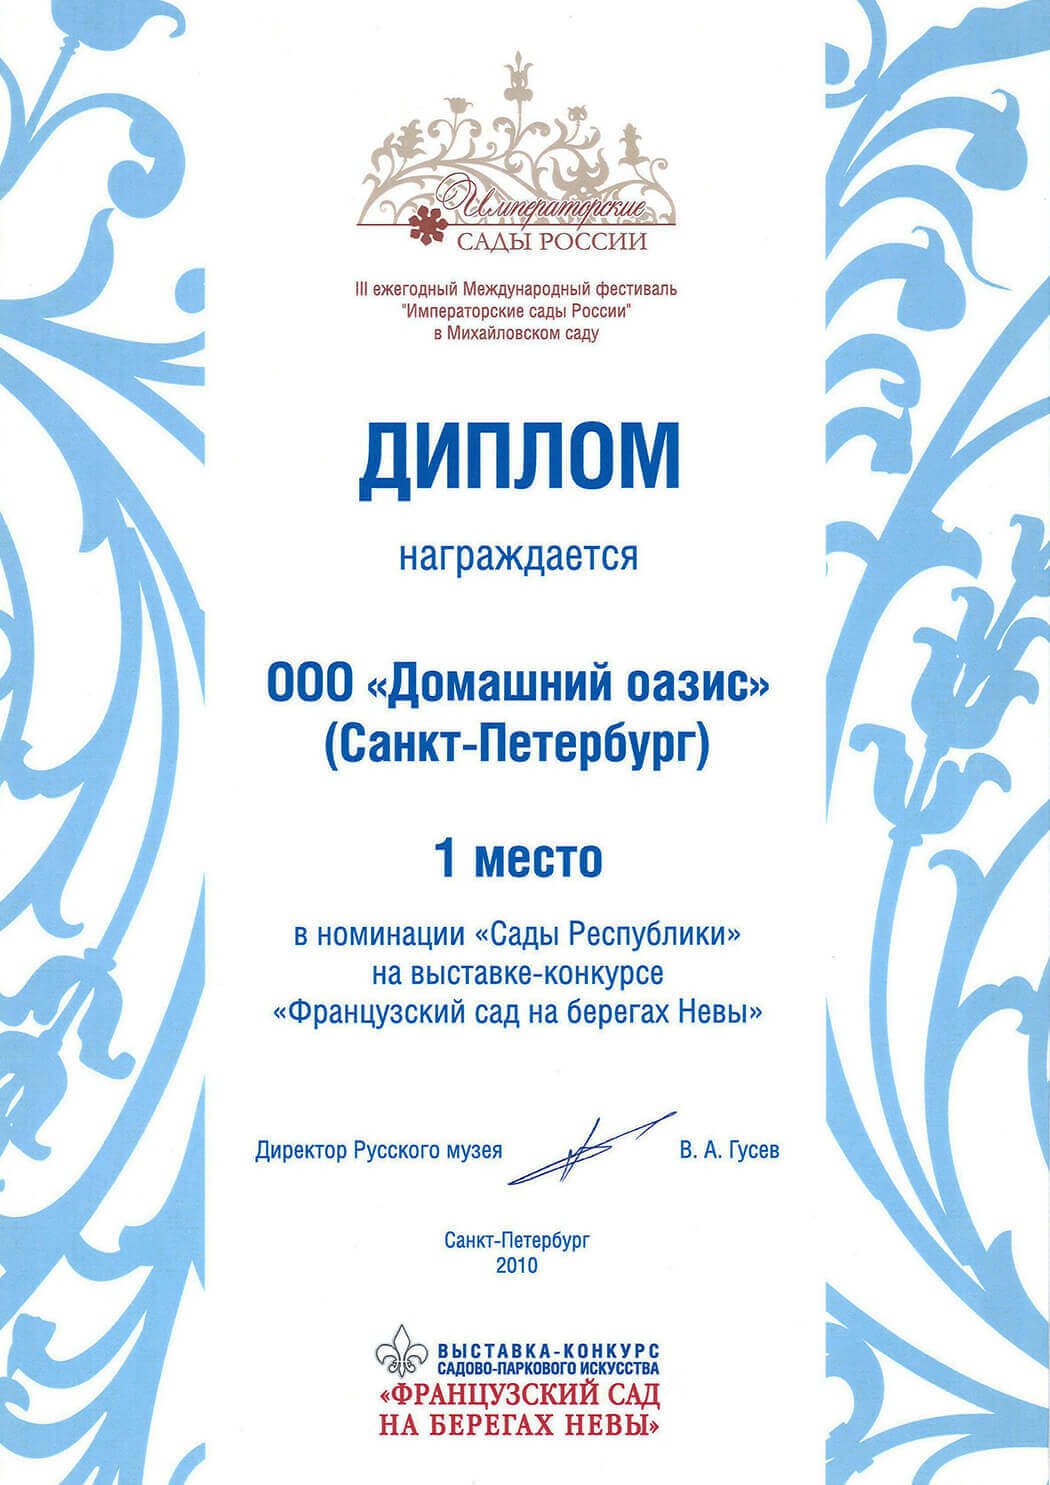 Императорские
САДЫ РОССИИ
III ежегодный Международный фестиваль
"Императорские сады России"
в Михайловском саду
ДИПЛОМ
награждается
ООО «Домашний оазис»
(Санкт-Петербург)
1 место
в номинации «Сады Республики»
на выставке-конкурсе
«Французский сад на берегах Невы»
Директор Русского музея В. А. Гусев
Санкт-Петербург
2010
ВЫСТАВКА-КОНКУРС
САДОВО-ПАРКОВОГО ИСКУССТВА
«ФРАНЦУЗСКИЙ САД
НА БЕРЕГАХ НЕВЫ»